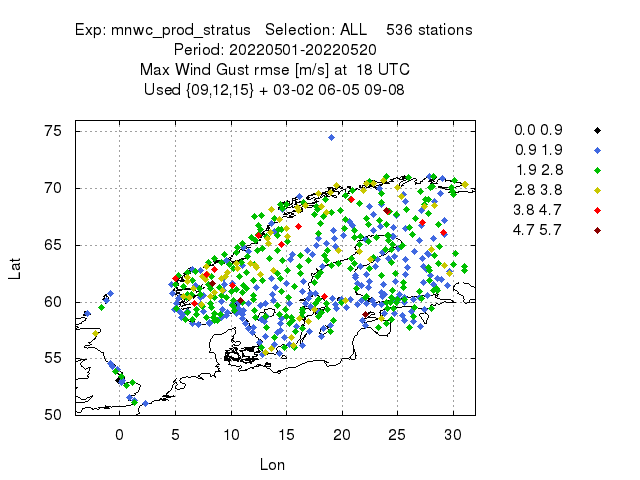 Exp: mnwc_prod_stratus   Selection: ALL    536 stations
Period: 20220501-20220520
Max Wind Gust rmse [m/s] at  18 UTC
Used {09,12,15} + 03-02 06-05 09-08
75
70
65
60
55
50
Lat
0 5 10 15 20 25 30
Lon
0.0 0.9
0.9 1.9
1.9 2.8
2.8 3.8
3.8 4.7
4.7 5.7